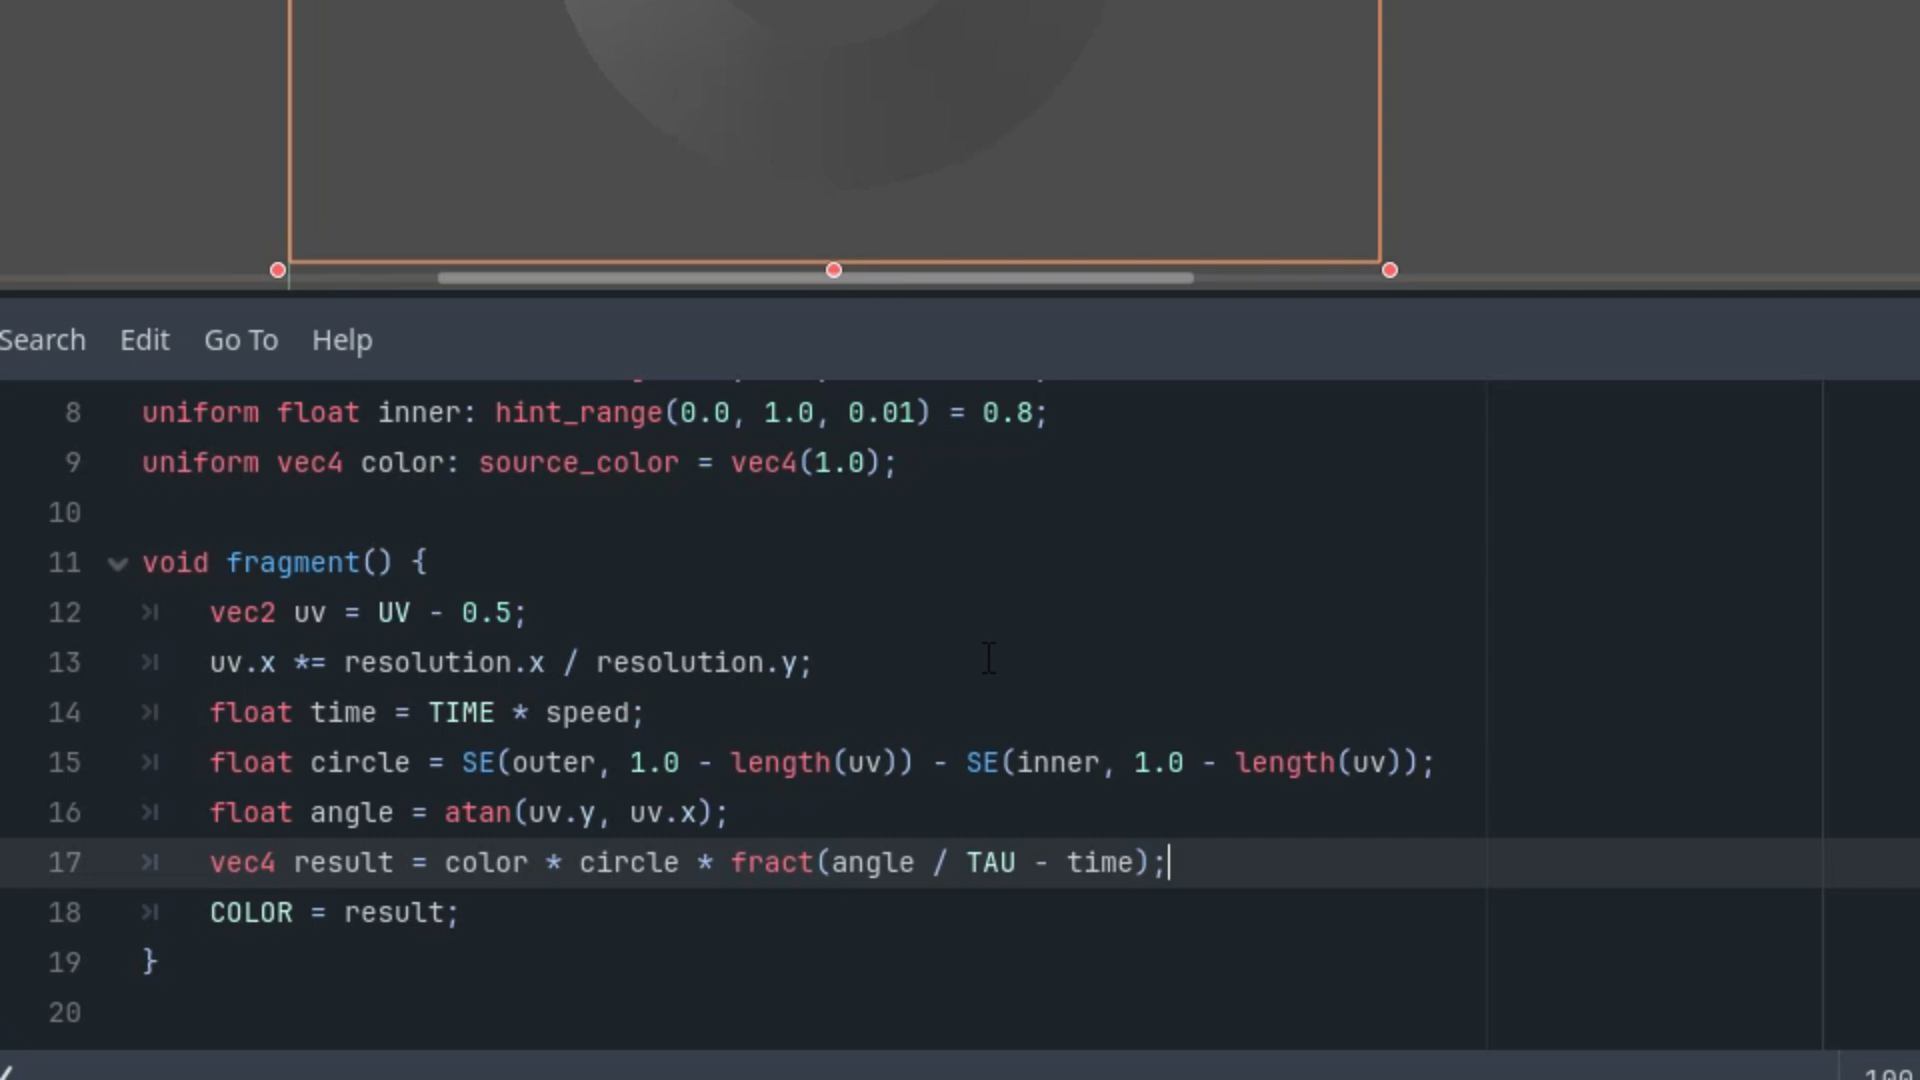 Search Edit Go To Help
8 uniform float inner: hint_range(0.0, 1.0, 0.01) = 0.8;
9 uniform vec4 color: source_color = vec4(1.0);
10
11 void fragment() {
12 vec2 uv = UV - 0.5;
13 uv.x *= resolution.x / resolution.y;
14 float time = TIME * speed;
15 float circle = SE(outer, 1.0 - length(uv)) - SE(inner, 1.0 - length(uv));
16 float angle = atan(uv.y, uv.x);
17 vec4 result = color * circle * fract(angle / TAU - time);
18 COLOR = result;
19 }
20